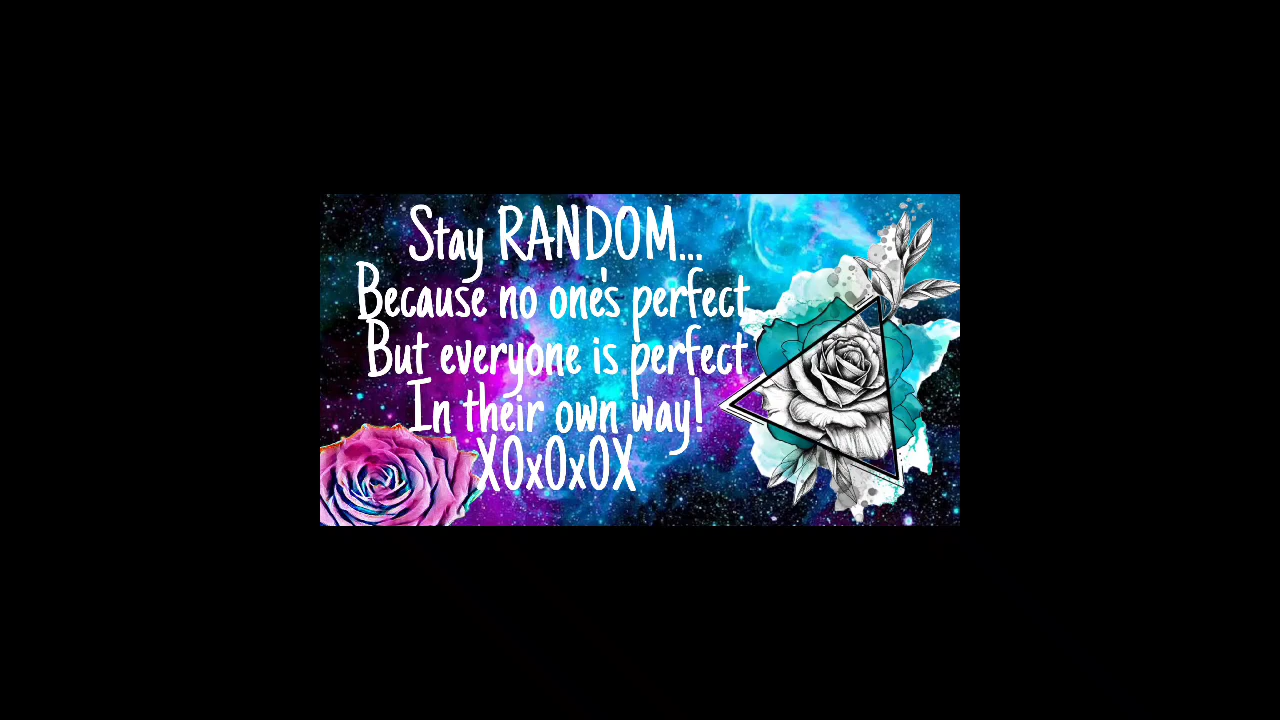 Stay RANDOM...
Because no one's perfect
But everyone is perfect
In their own way!
XOxOxOX